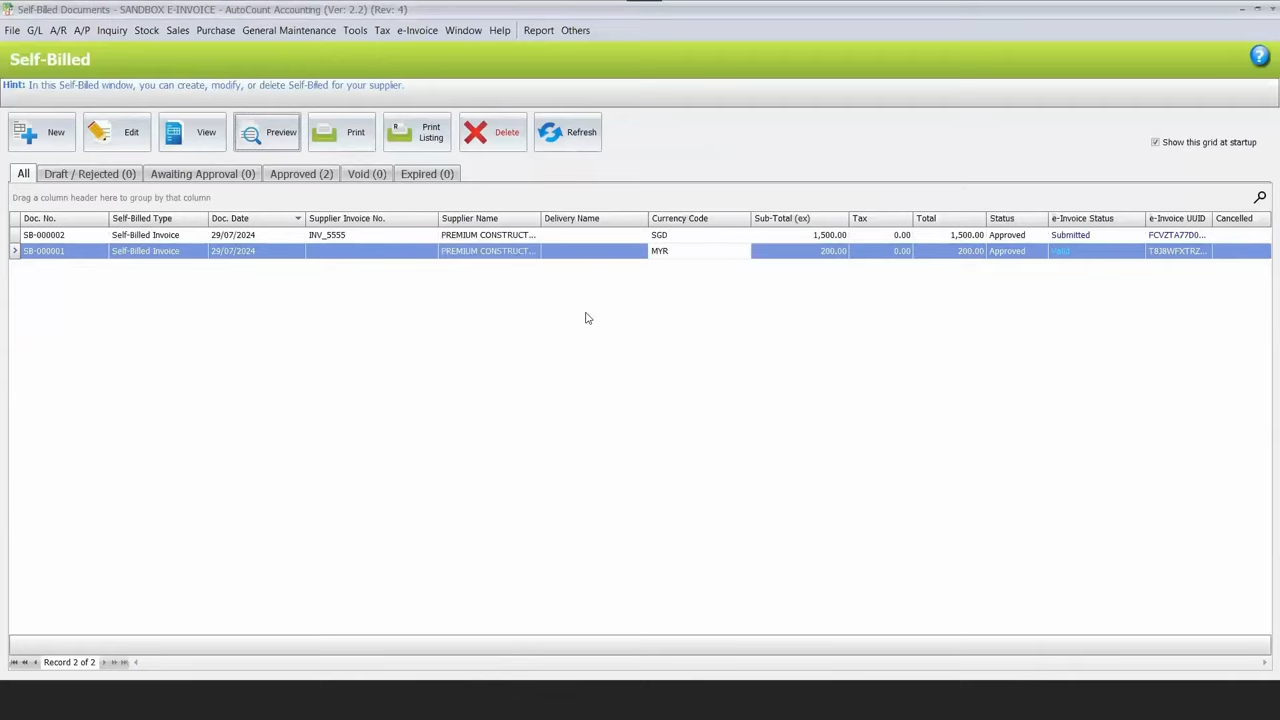 Self-Billed Documents - SANDBOX E-INVOICE - AutoCount Accounting (Ver: 2.2) (Rev: 4)
File G/L A/R A/P Inquiry Stock Sales Purchase General Maintenance Tools Tax e-Invoice Window Help Report Others
Self-Billed
Hint: In this Self-Billed window, you can create, modify, or delete Self-Billed for your supplier.
New Edit View Preview Print Print Listing Delete Refresh
Show this grid at startup
All Draft / Rejected (0) Awaiting Approval (0) Approved (2) Void (0) Expired (0)
Drag a column header here to group by that column
Doc. No. Self-Billed Type Doc. Date Supplier Invoice No. Supplier Name Delivery Name Currency Code Sub-Total (ex) Tax Total Status e-Invoice Status e-Invoice UUID Cancelled
SB-000002 Self-Billed Invoice 29/07/2024 INV_5555 PREMIUM CONSTRUCT... SGD 1,500.00 0.00 1,500.00 Approved Submitted FCVZTA77D0...
SB-000001 Self-Billed Invoice 29/07/2024 PREMIUM CONSTRUCT... MYR 200.00 0.00 200.00 Approved Valid T8J8WFXTRZ...
Record 2 of 2